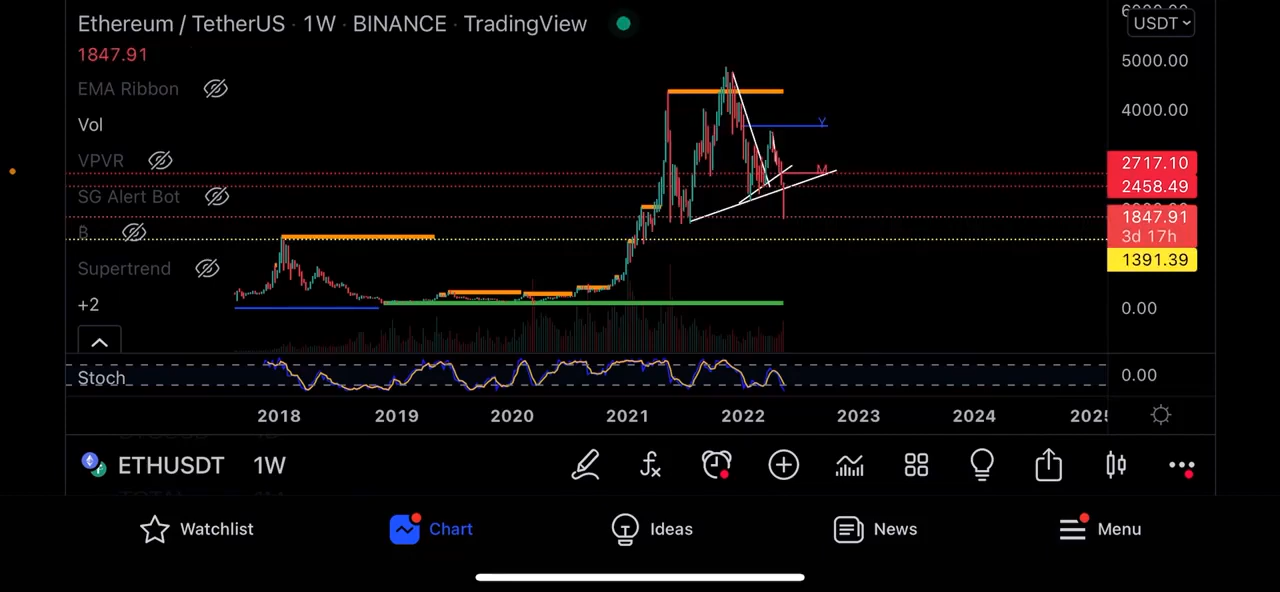 Ethereum / TetherUS · 1W · BINANCE · TradingView
USDT
1847.91
5000.00
EMA Ribbon
4000.00
Vol
Y
VPVR
M
2717.10
2458.49
SG Alert Bot
1847.91
B
3d 17h
1391.39
Supertrend
+2
0.00
Stoch
0.00
2018 2019 2020 2021 2022 2023 2024 2025
ETHUSDT 1W
Watchlist Chart Ideas News Menu